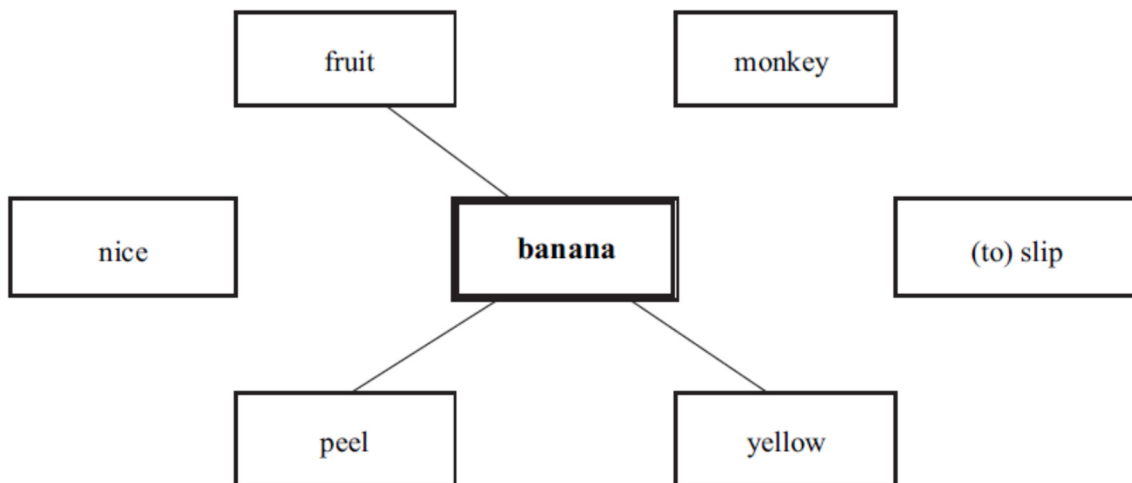 fruit
monkey
nice
banana
(to) slip
peel
yellow